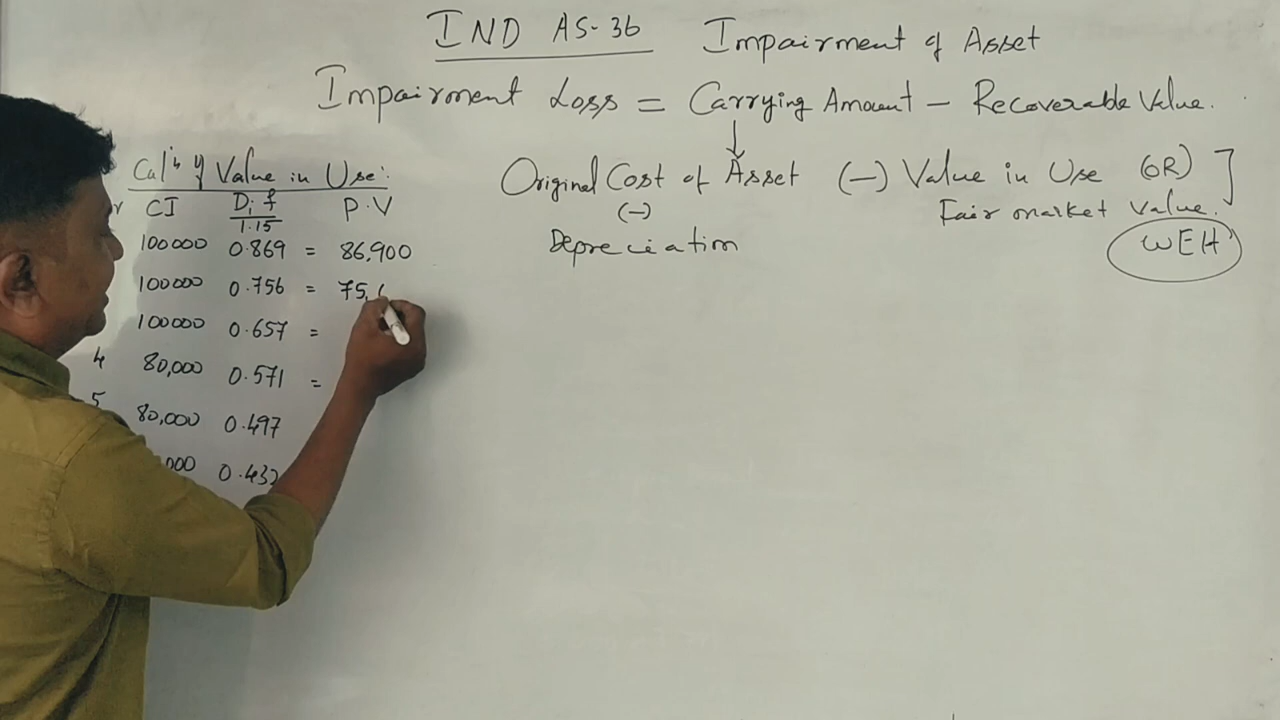 IND AS-36 Impairment of Asset
Impairment Loss = Carrying Amount - Recoverable Value.
Cal'n of Value in Use:
Original Cost of Asset (-) Value in Use (OR)
(-) Fair market value.
Depreciation WEH
CI D.f P.V
1.15
100000 0.869 = 86,900
100000 0.756 = 75,
100000 0.657 =
4 80,000 0.571 =
5 80,000 0.497
000 0.432